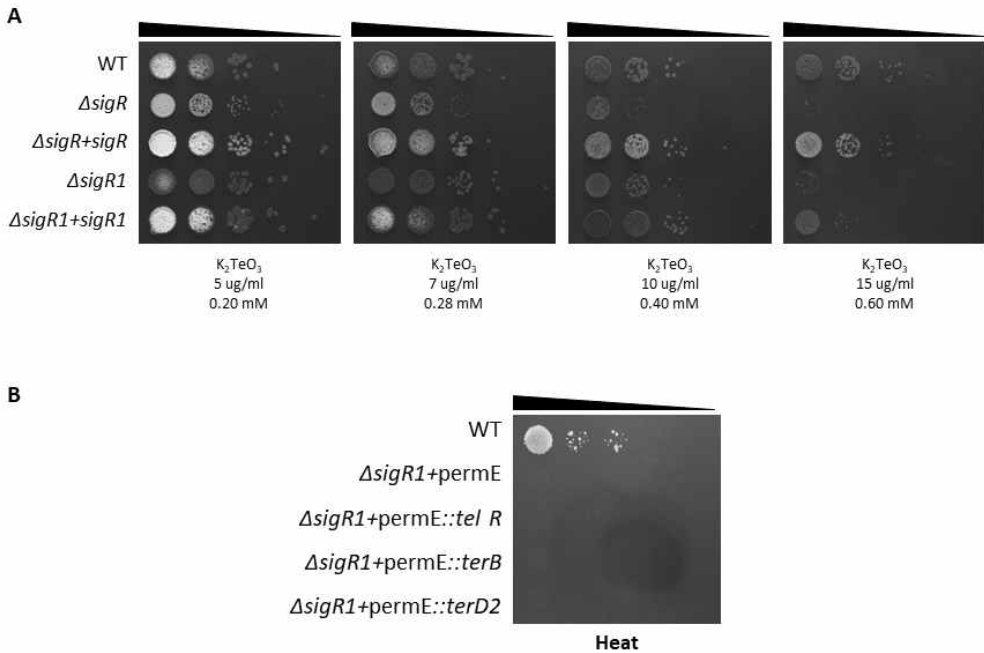 A
WT
ΔsigR
ΔsigR+sigR
ΔsigR1
ΔsigR1+sigR1
K₂TeO₃
5 ug/ml
0.20 mM
K₂TeO₃
7 ug/ml
0.28 mM
K₂TeO₃
10 ug/ml
0.40 mM
K₂TeO₃
15 ug/ml
0.60 mM
B
WT
ΔsigR1+permE
ΔsigR1+permE::tel R
ΔsigR1+permE::terB
ΔsigR1+permE::terD2
Heat